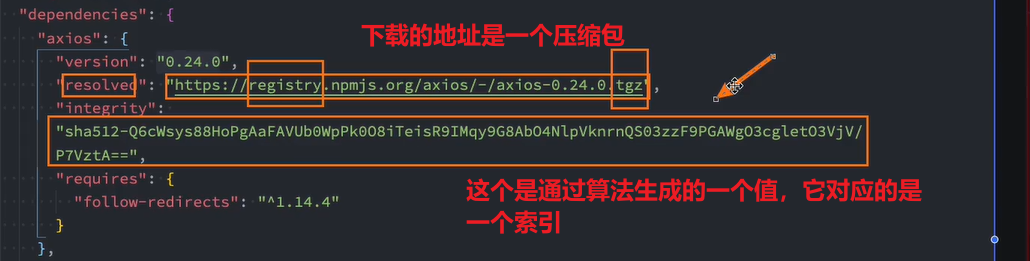 "dependencies": {
下载的地址是一个压缩包
"axios": {
"version": "0.24.0",
"resolved": "https://registry.npmjs.org/axios/-/axios-0.24.0.tgz",
"integrity":
"sha512-Q6cWsys88HoPgAaFAVUb0WpPk0O8iTeisR9IMqy9G8AbO4NlpVknrnQS03zzF9PGAWgO3cgletO3VjV/
P7VztA==",
"requires": {
"follow-redirects": "^1.14.4"
}
},
这个是通过算法生成的一个值，它对应的是
一个索引